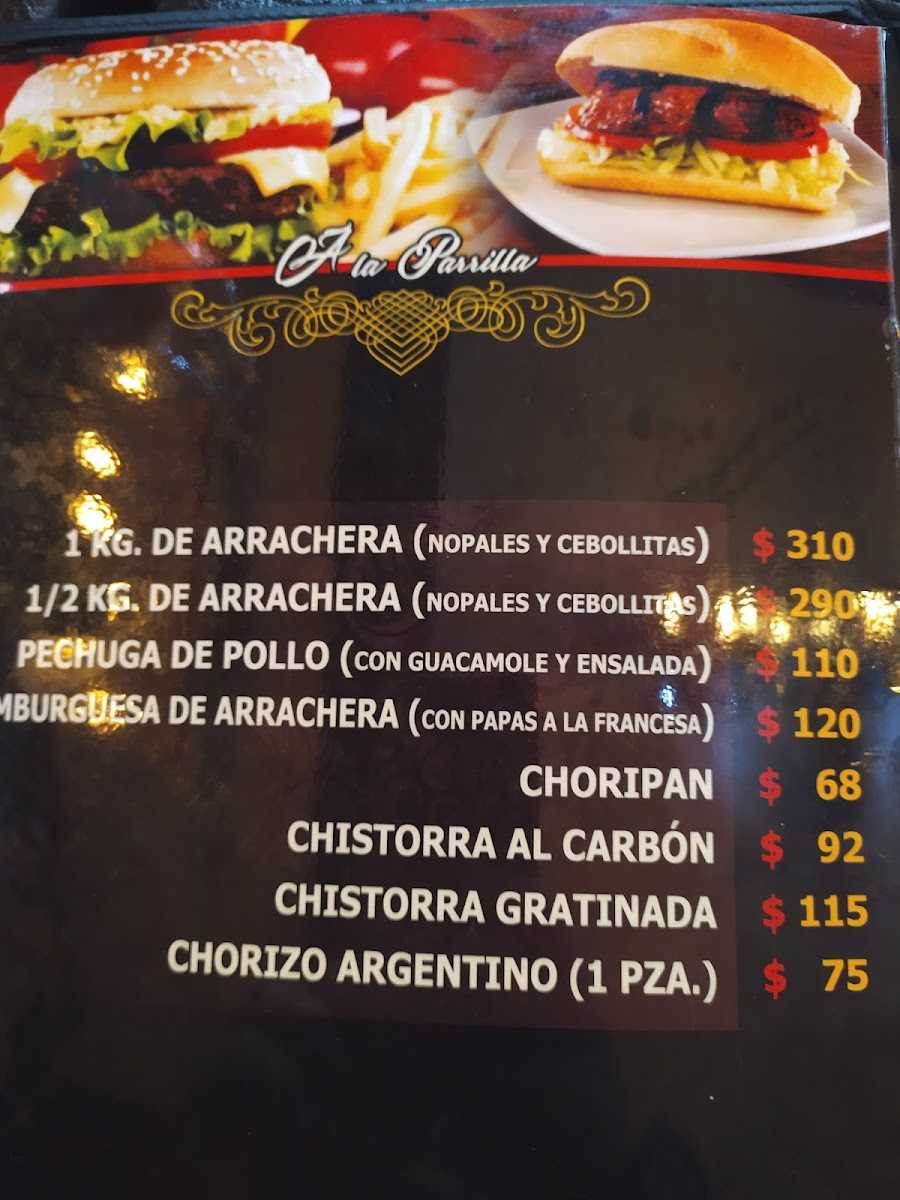 A la Parrilla
1 KG. DE ARRACHERA (NOPALES Y CEBOLLITAS) $ 310
1/2 KG. DE ARRACHERA (NOPALES Y CEBOLLITAS) $ 290
PECHUGA DE POLLO (CON GUACAMOLE Y ENSALADA) $ 110
MBURGUESA DE ARRACHERA (CON PAPAS A LA FRANCESA) $ 120
CHORIPAN $ 68
CHISTORRA AL CARBÓN $ 92
CHISTORRA GRATINADA $ 115
CHORIZO ARGENTINO (1 PZA.) $ 75